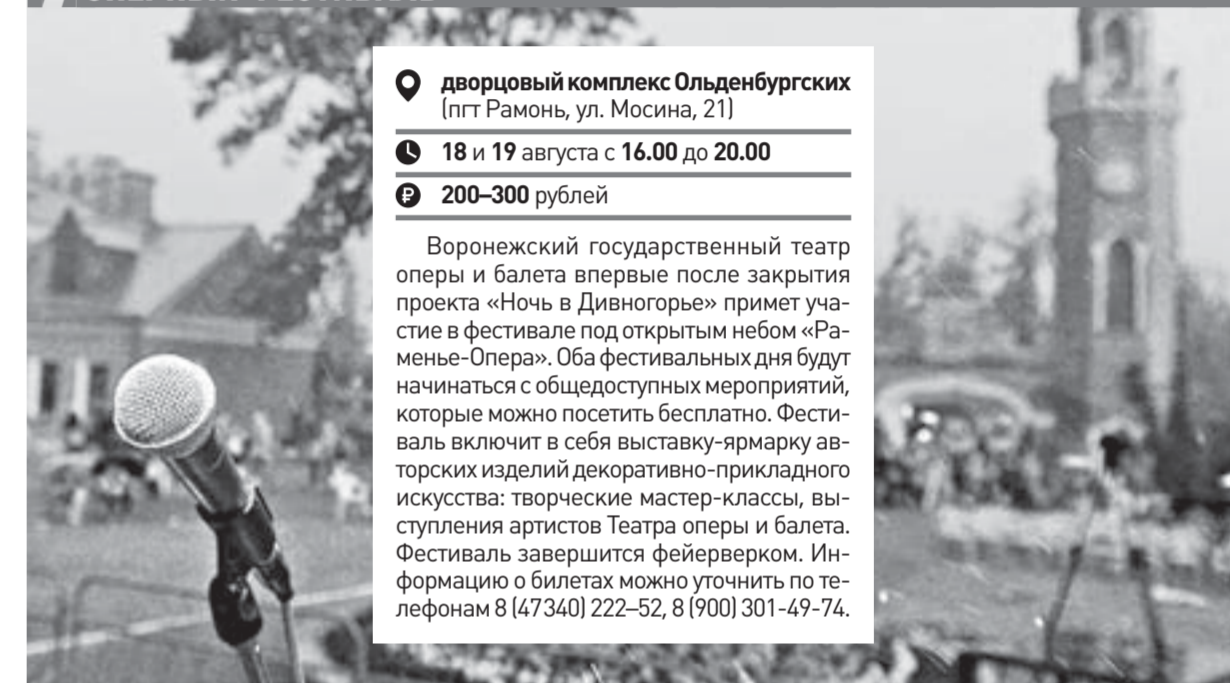 дворцовый комплекс Ольденбургских
(пгт Рамонь, ул. Мосина, 21)
18 и 19 августа с 16.00 до 20.00
200–300 рублей
Воронежский государственный театр
оперы и балета впервые после закрытия
проекта «Ночь в Дивногорье» примет уча-
стие в фестивале под открытым небом «Ра-
менье-Опера». Оба фестивальных дня будут
начинаться с общедоступных мероприятий,
которые можно посетить бесплатно. Фести-
валь включит в себя выставку-ярмарку ав-
торских изделий декоративно-прикладного
искусства: творческие мастер-классы, вы-
ступления артистов Театра оперы и балета.
Фестиваль завершится фейерверком. Ин-
формацию о билетах можно уточнить по те-
лефонам 8 (47340) 222–52, 8 (900) 301-49-74.